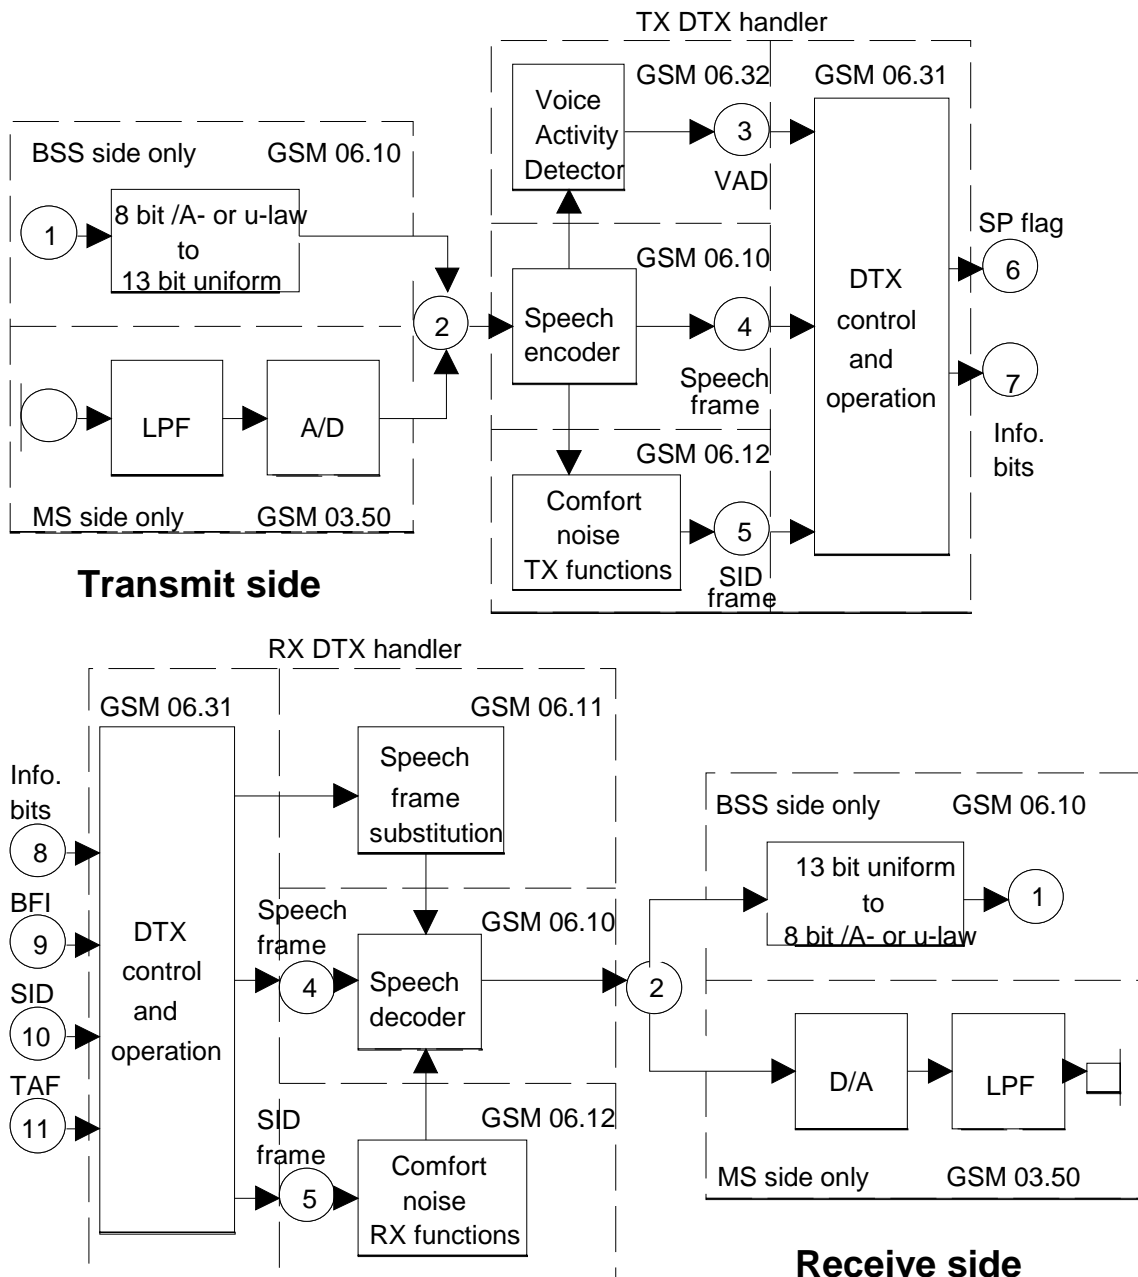 TX DTX handler
GSM 06.32
GSM 06.31
Voice
Activity
Detector
3
VAD
BSS side only
GSM 06.10
1
8 bit /A- or u-law
to
13 bit uniform
2
GSM 06.10
Speech
encoder
4
Speech
frame
DTX
control
and
operation
SP flag
6
7
Info.
bits
LPF
A/D
MS side only
GSM 03.50
GSM 06.12
Comfort
noise
TX functions
5
SID
frame
Transmit side
RX DTX handler
GSM 06.31
GSM 06.11
Speech
frame
substitution
Info.
bits
8
BFI
9
SID
10
TAF
11
DTX
control
and
operation
Speech
frame
4
GSM 06.10
Speech
decoder
2
SID
frame
5
GSM 06.12
Comfort
noise
RX functions
BSS side only
GSM 06.10
13 bit uniform
to
8 bit /A- or u-law
1
D/A
LPF
MS side only
GSM 03.50
Receive side